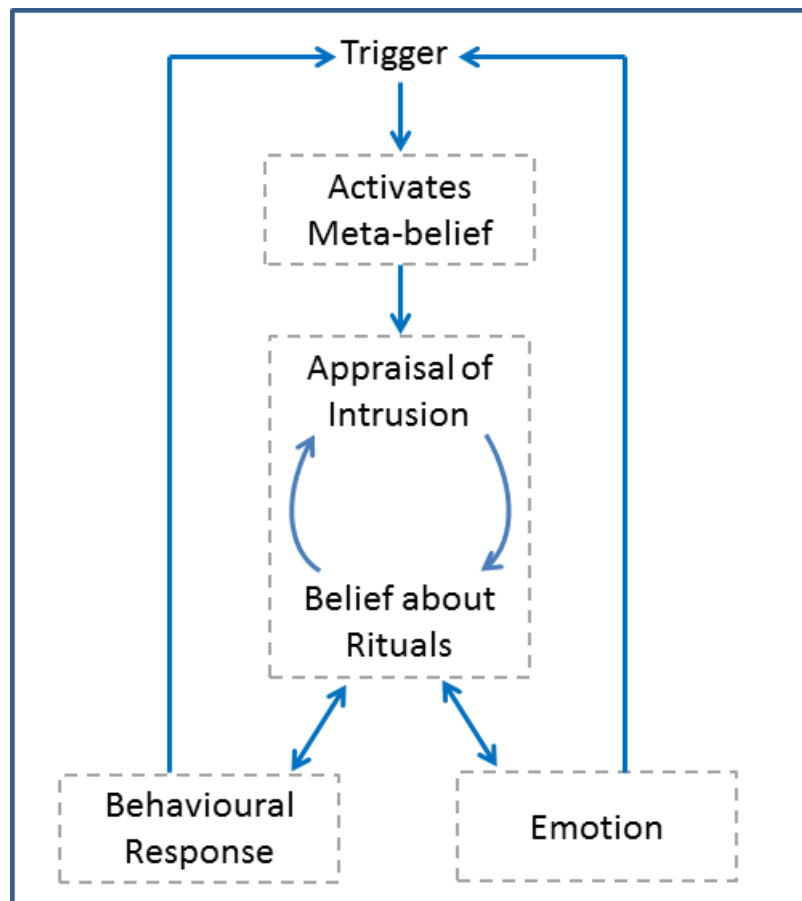 Trigger
Activates
Meta-belief
Appraisal of
Intrusion
Belief about
Rituals
Behavioural
Response
Emotion